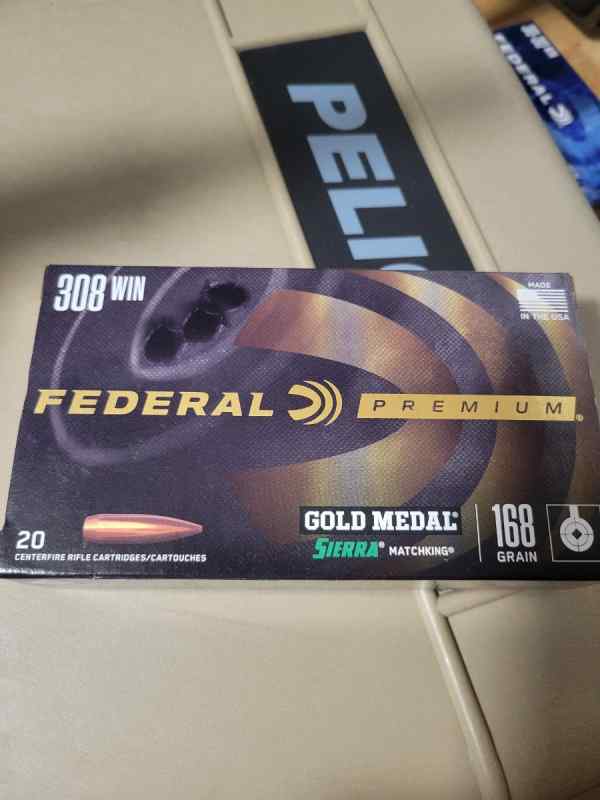 PELIC
FEDERAL
308 WIN
MADE
IN THE USA
FEDERAL PREMIUM®
20
CENTERFIRE RIFLE CARTRIDGES/CARTOUCHES
GOLD MEDAL®
SIERRA® MATCHKING®
168
GRAIN